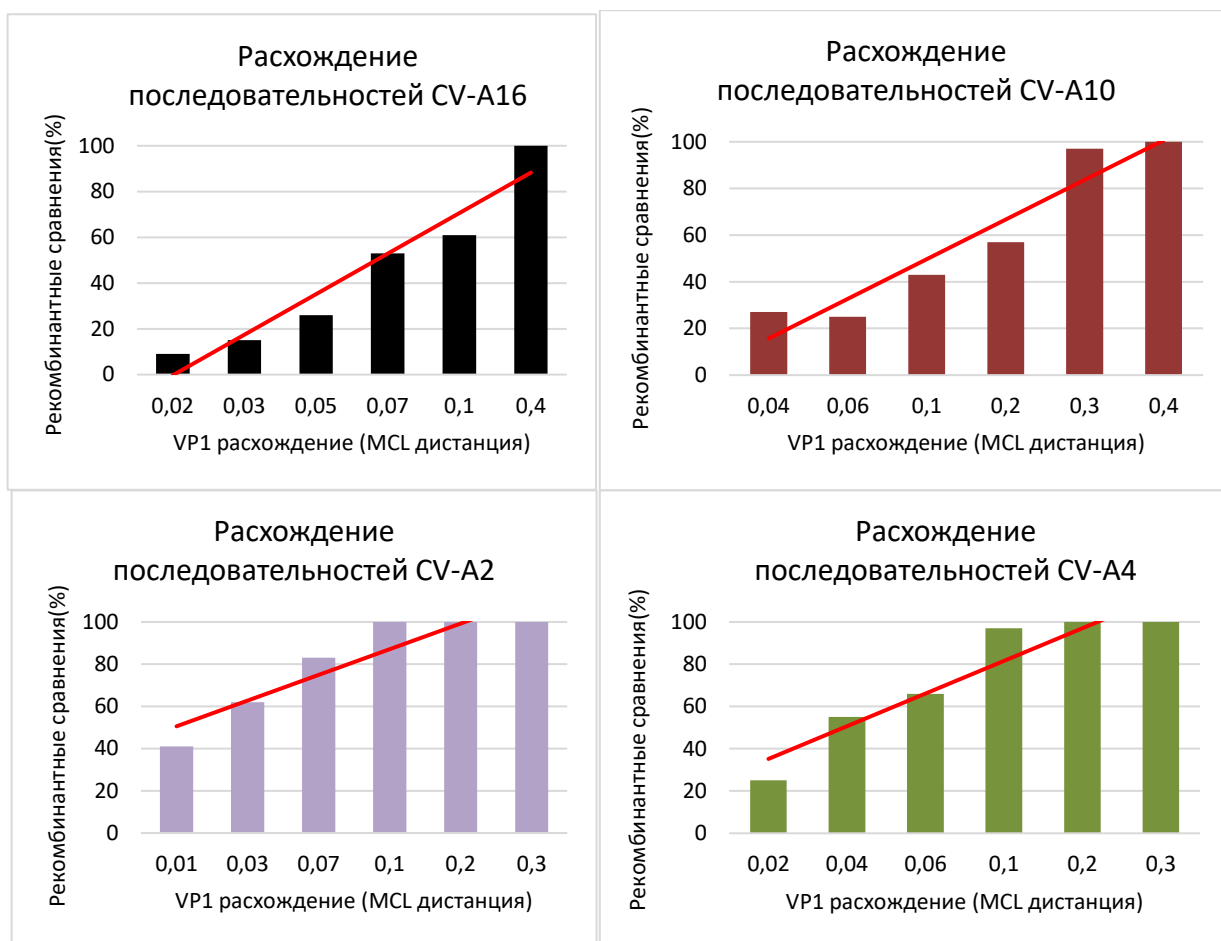 Расхождение
последовательностей CV-A16
Рекомбинантные сравнения(%)
100
80
60
40
20
0
0,02 0,03 0,05 0,07 0,1 0,4
VP1 расхождение (MCL дистанция)
Расхождение
последовательностей CV-A10
Рекомбинантные сравнения(%)
100
80
60
40
20
0
0,04 0,06 0,1 0,2 0,3 0,4
VP1 расхождение (MCL дистанция)
Расхождение
последовательностей CV-A2
Рекомбинантные сравнения(%)
100
80
60
40
20
0
0,01 0,03 0,07 0,1 0,2 0,3
VP1 расхождение (MCL дистанция)
Расхождение
последовательностей CV-A4
Рекомбинантные сравнения(%)
100
80
60
40
20
0
0,02 0,04 0,06 0,1 0,2 0,3
VP1 расхождение (MCL дистанция)